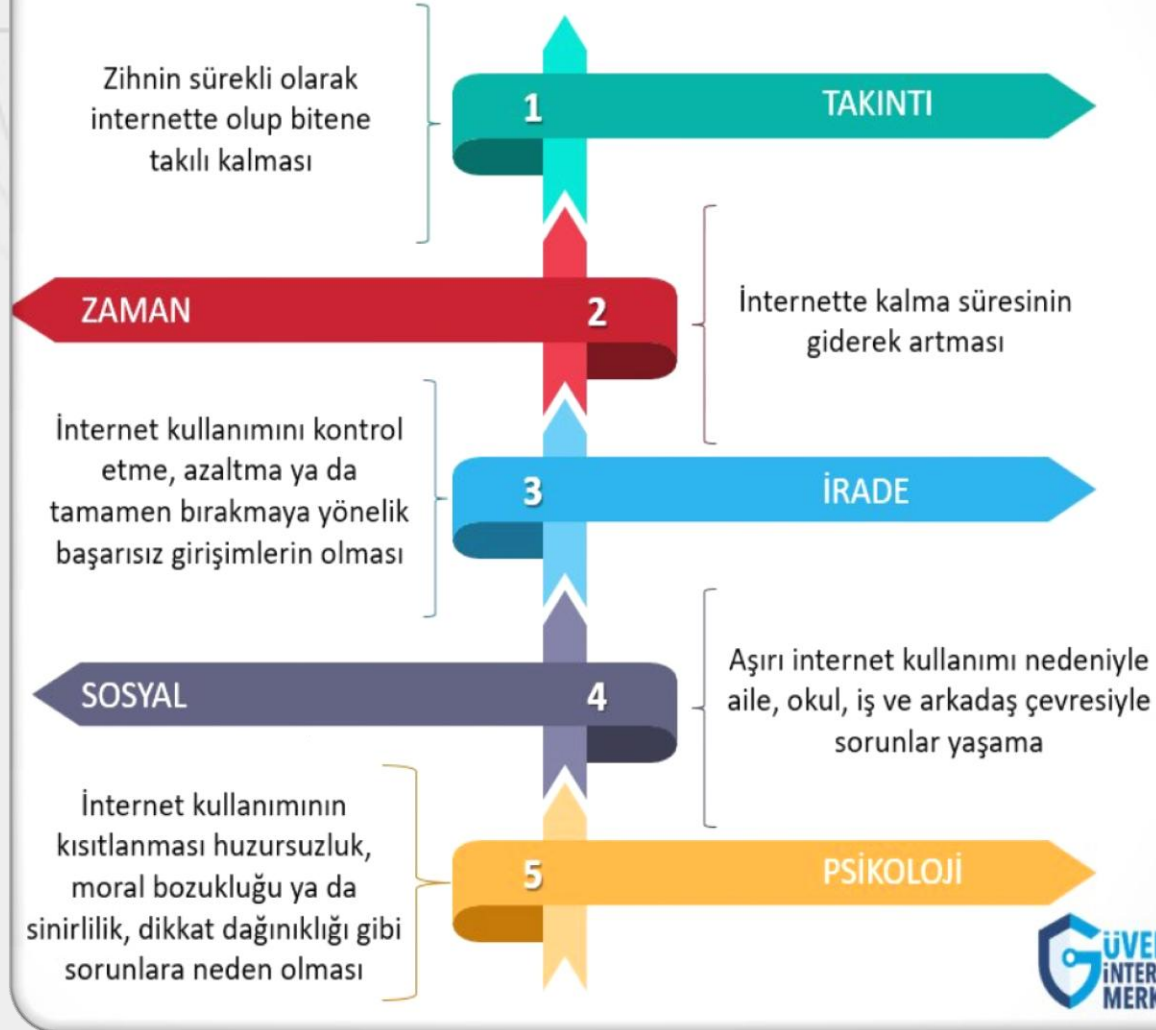 Zihnin sürekli olarak
internette olup bitene
takılı kalması
1
TAKINTI
ZAMAN
2
İnternette kalma süresinin
giderek artması
İnternet kullanımını kontrol
etme, azaltma ya da
tamamen bırakmaya yönelik
başarısız girişimlerin olması
3
İRADE
SOSYAL
4
Aşırı internet kullanımı nedeniyle
aile, okul, iş ve arkadaş çevresiyle
sorunlar yaşama
İnternet kullanımının
kısıtlanması huzursuzluk,
moral bozukluğu ya da
sinirlilik, dikkat dağınıklığı gibi
sorunlara neden olması
5
PSİKOLOJİ